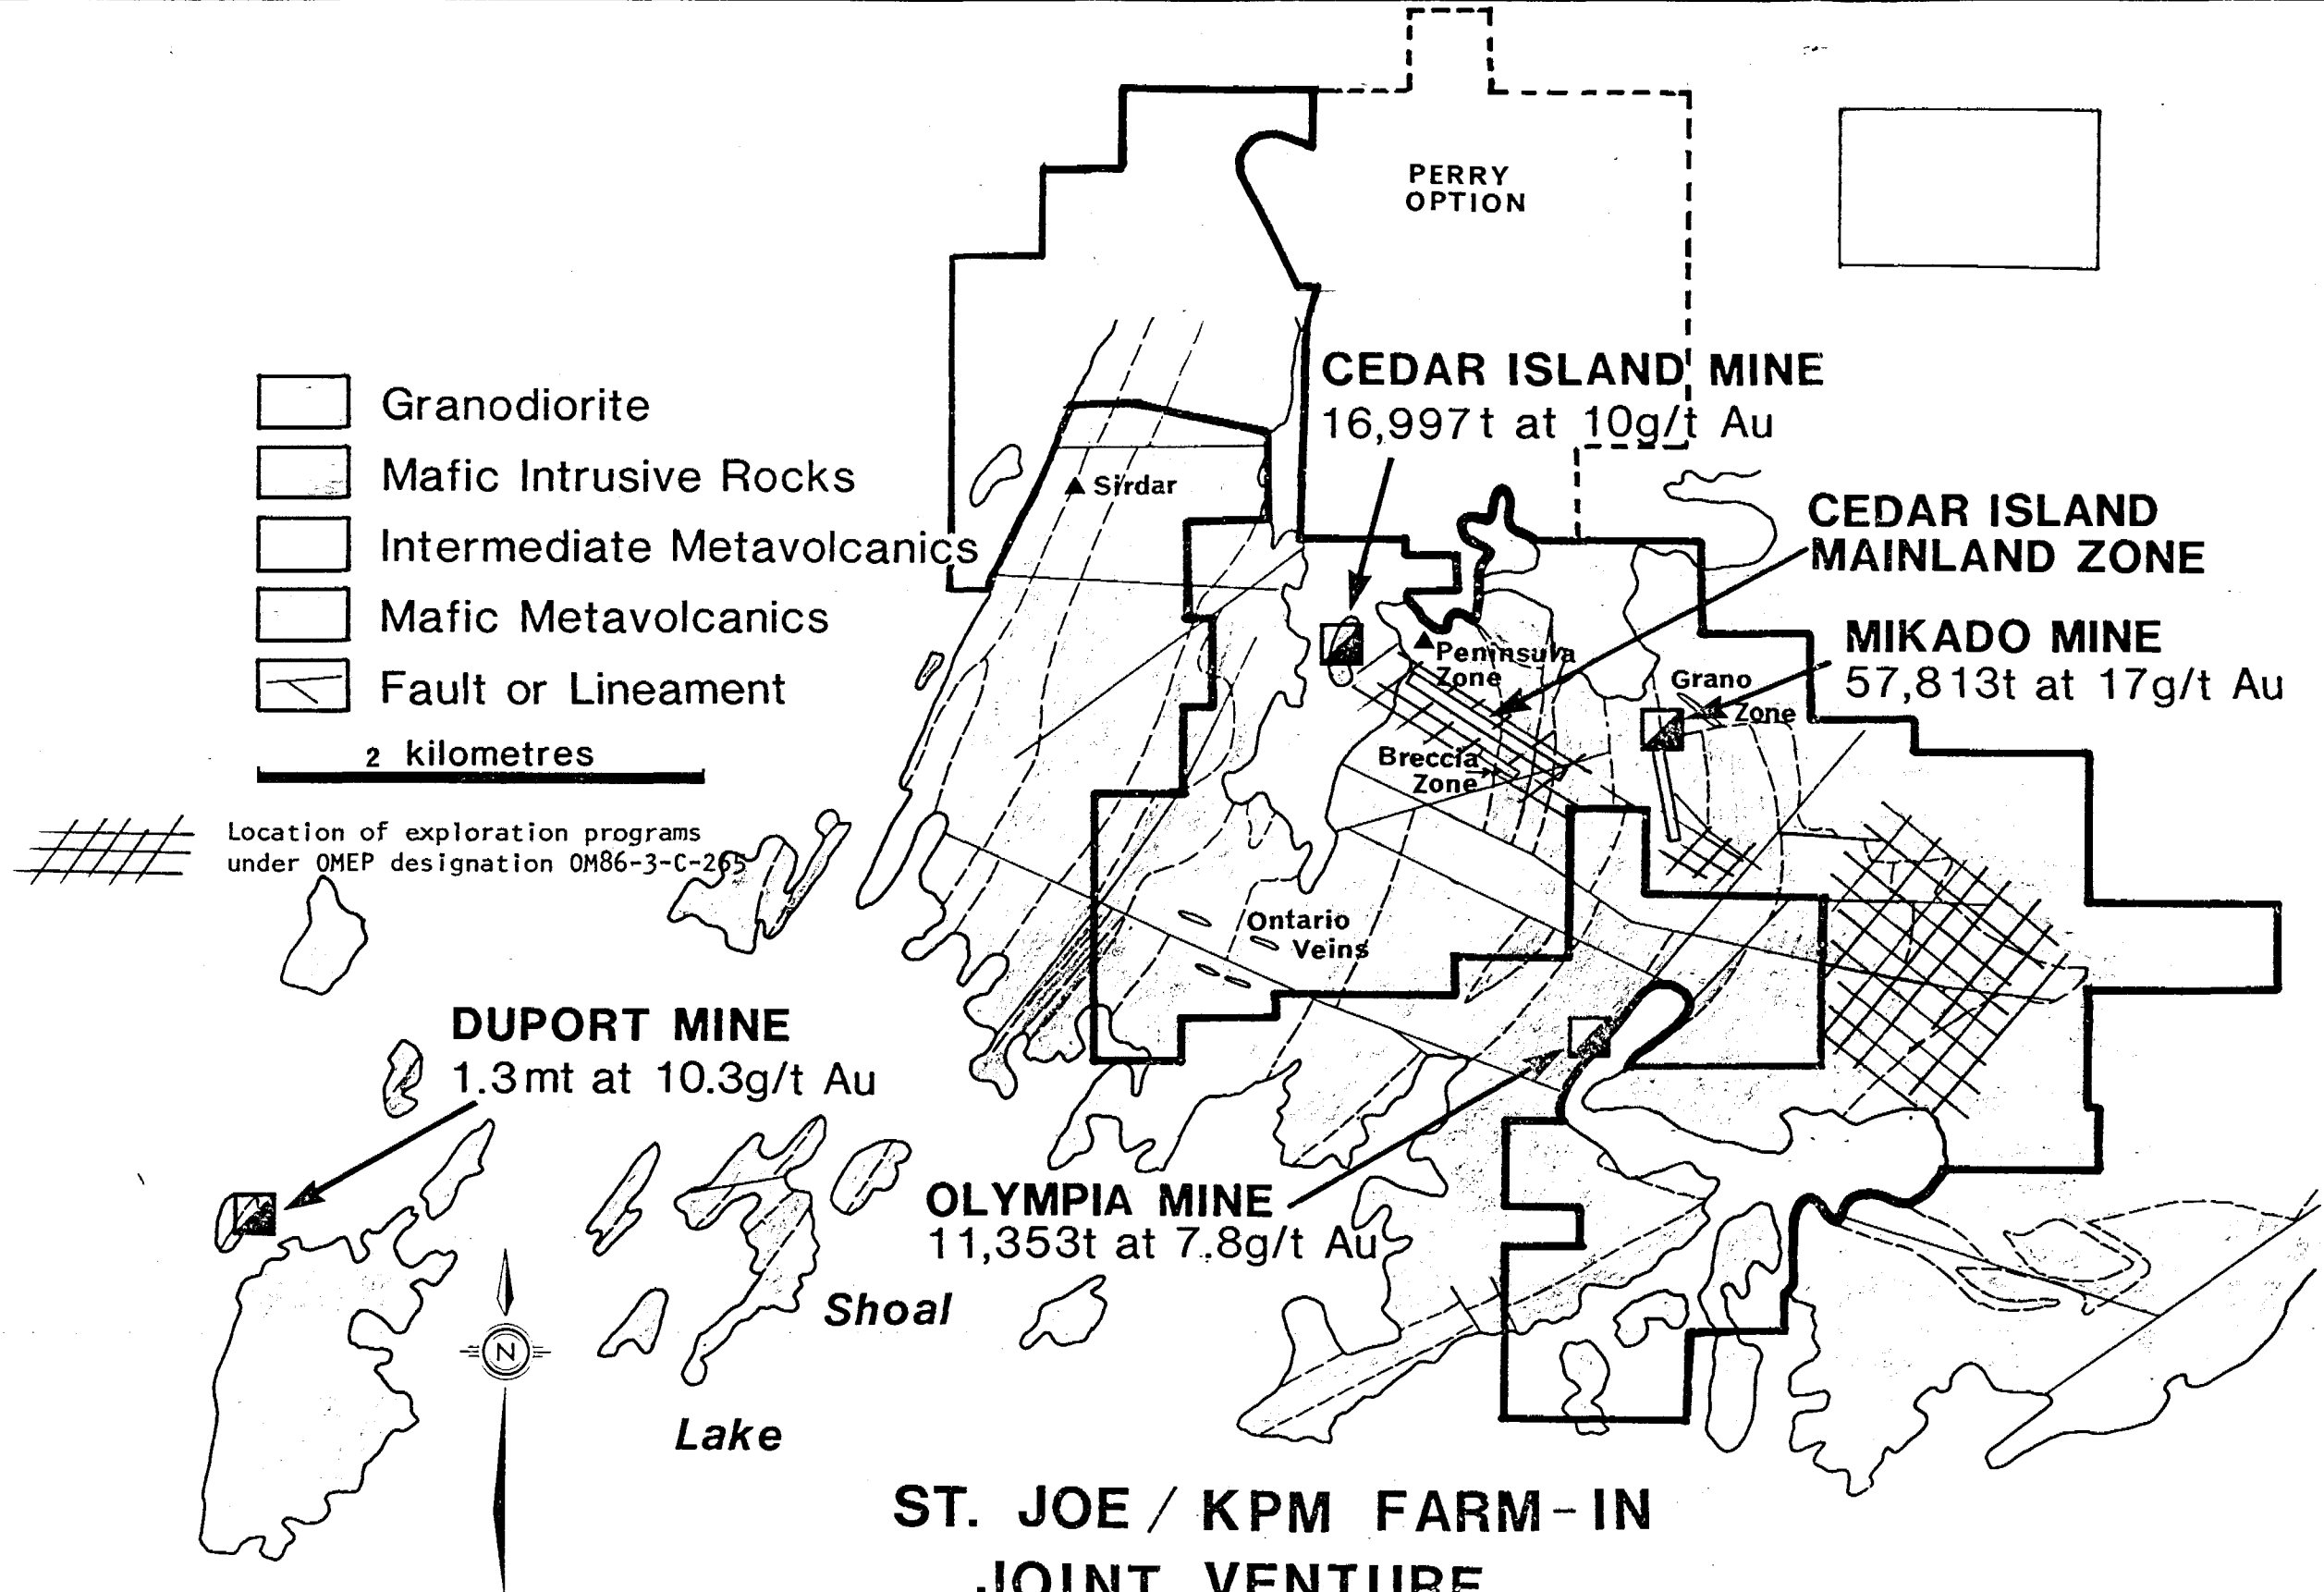 PERRY
OPTION
CEDAR ISLAND MINE
16,997t at 10g/t Au
Granodiorite
Mafic Intrusive Rocks
Intermediate Metavolcanics
Mafic Metavolcanics
Fault or Lineament
2 kilometres
Location of exploration programs
under OMEP designation OM86-3-C-265
Sirdar
CEDAR ISLAND
MAINLAND ZONE
MIKADO MINE
57,813t at 17g/t Au
Peninsula
Zone
Grano
Zone
Breccia
Zone
Ontario
Veins
DUPORT MINE
1.3mt at 10.3g/t Au
OLYMPIA MINE
11,353t at 7.8g/t Au
Shoal
Lake
N
ST. JOE / KPM FARM-IN
JOINT VENTURE